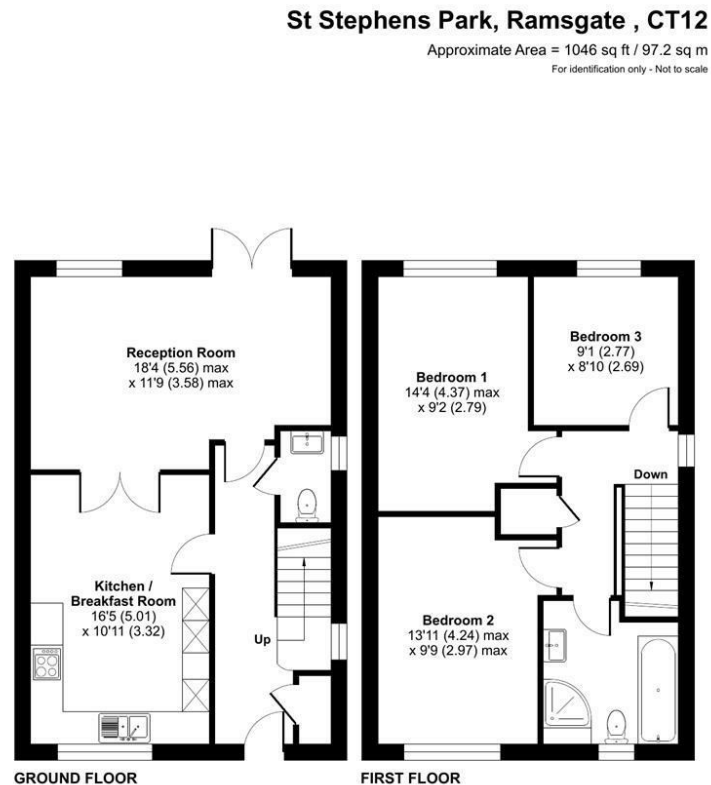 St Stephens Park, Ramsgate , CT12
Approximate Area = 1046 sq ft / 97.2 sq m
For identification only - Not to scale
Reception Room
18'4 (5.56) max
x 11'9 (3.58) max
Kitchen /
Breakfast Room
16'5 (5.01)
x 10'11 (3.32)
Up
GROUND FLOOR
Bedroom 1
14'4 (4.37) max
x 9'2 (2.79)
Bedroom 3
9'1 (2.77)
x 8'10 (2.69)
Down
Bedroom 2
13'11 (4.24) max
x 9'9 (2.97) max
FIRST FLOOR